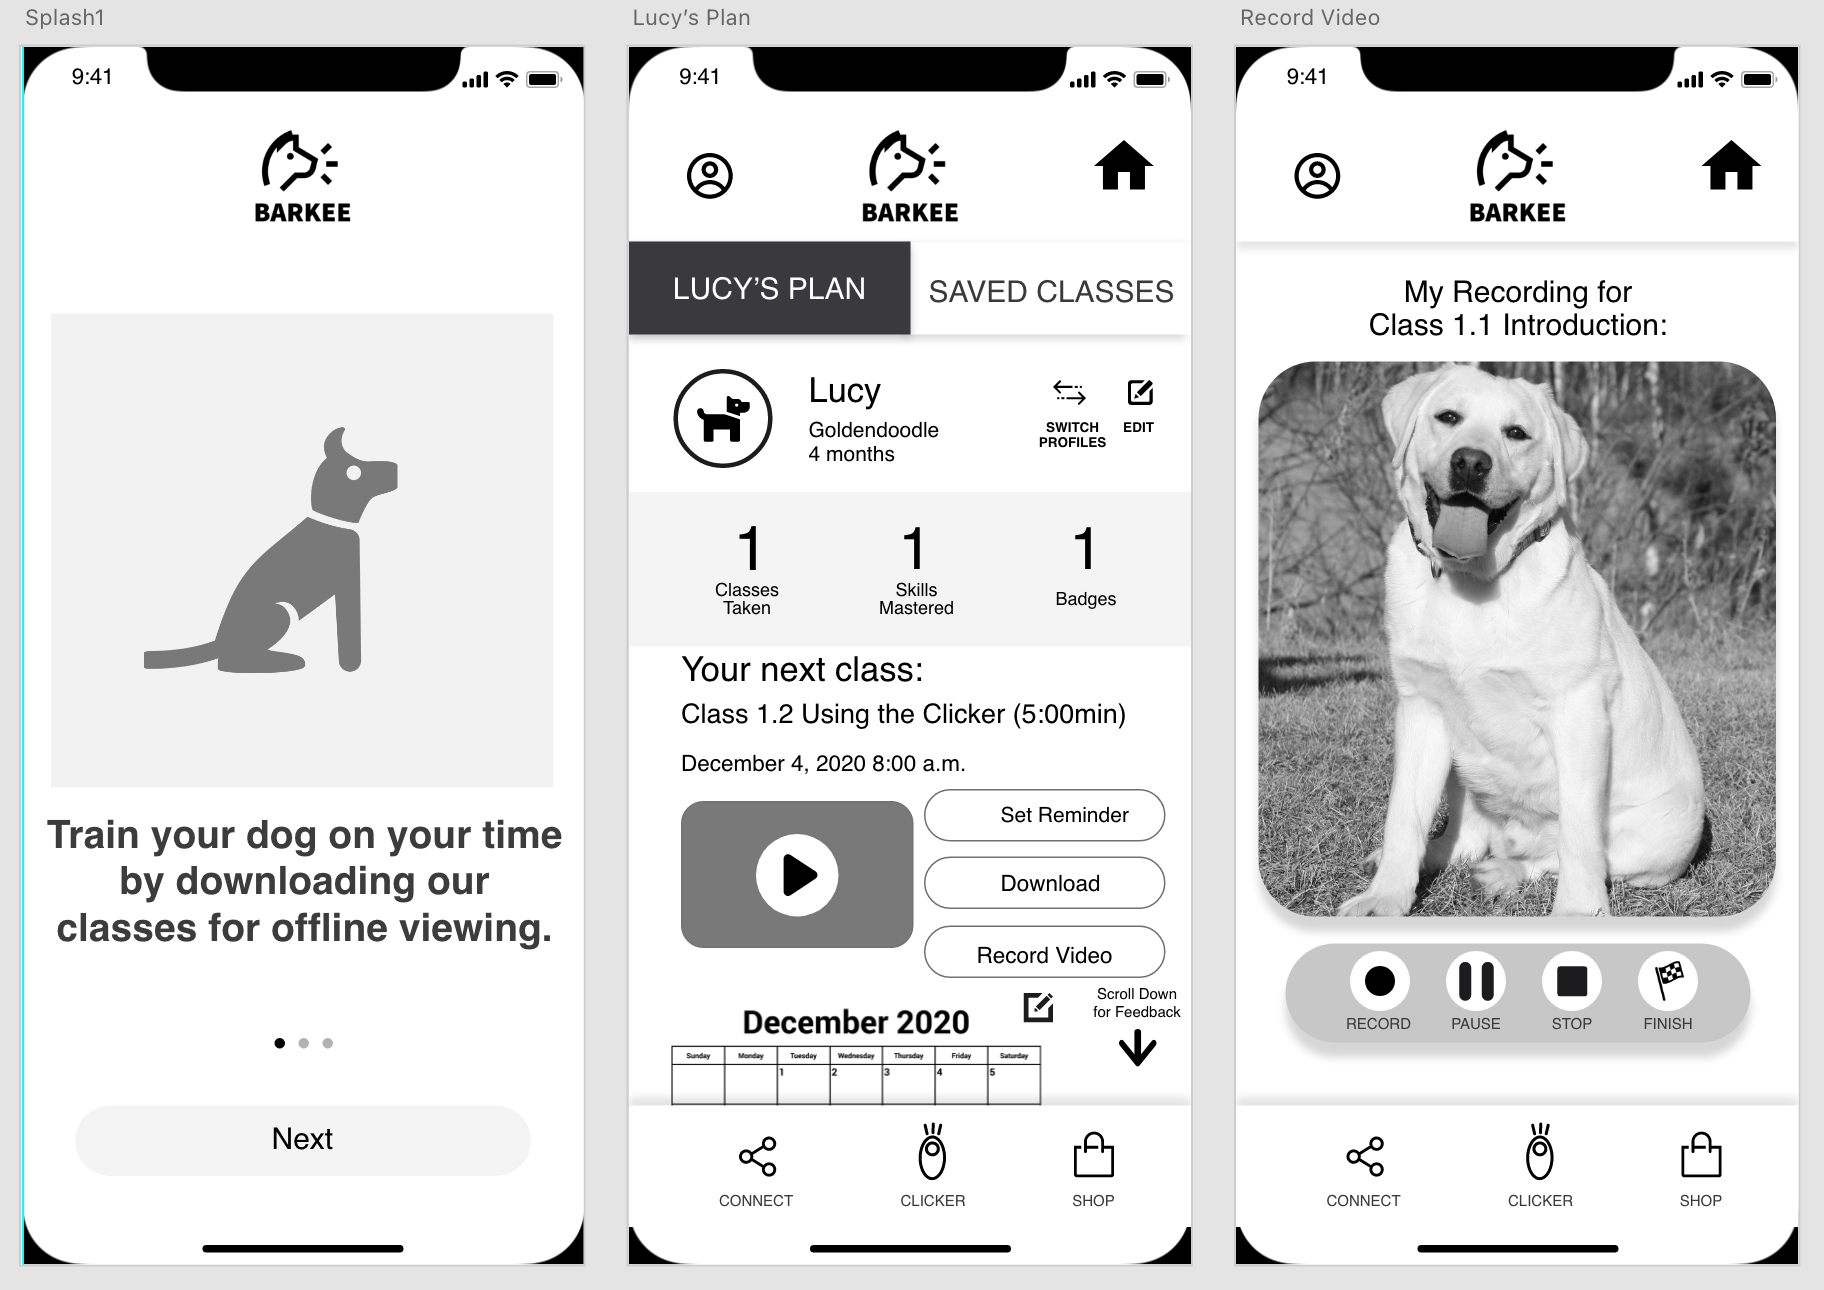 Splash1
9:41
BARKEE
Train your dog on your time
by downloading our
classes for offline viewing.
Next
Lucy’s Plan
9:41
BARKEE
LUCY’S PLAN
SAVED CLASSES
Lucy
Goldendoodle
4 months
SWITCH
PROFILES
EDIT
1
Classes
Taken
1
Skills
Mastered
1
Badges
Your next class:
Class 1.2 Using the Clicker (5:00min)
December 4, 2020 8:00 a.m.
Set Reminder
Download
Record Video
Scroll Down
for Feedback
December 2020
Sunday Monday Tuesday Wednesday Thursday Friday Saturday
1 2 3 4 5
CONNECT
CLICKER
SHOP
Record Video
9:41
BARKEE
My Recording for
Class 1.1 Introduction:
RECORD
PAUSE
STOP
FINISH
CONNECT
CLICKER
SHOP